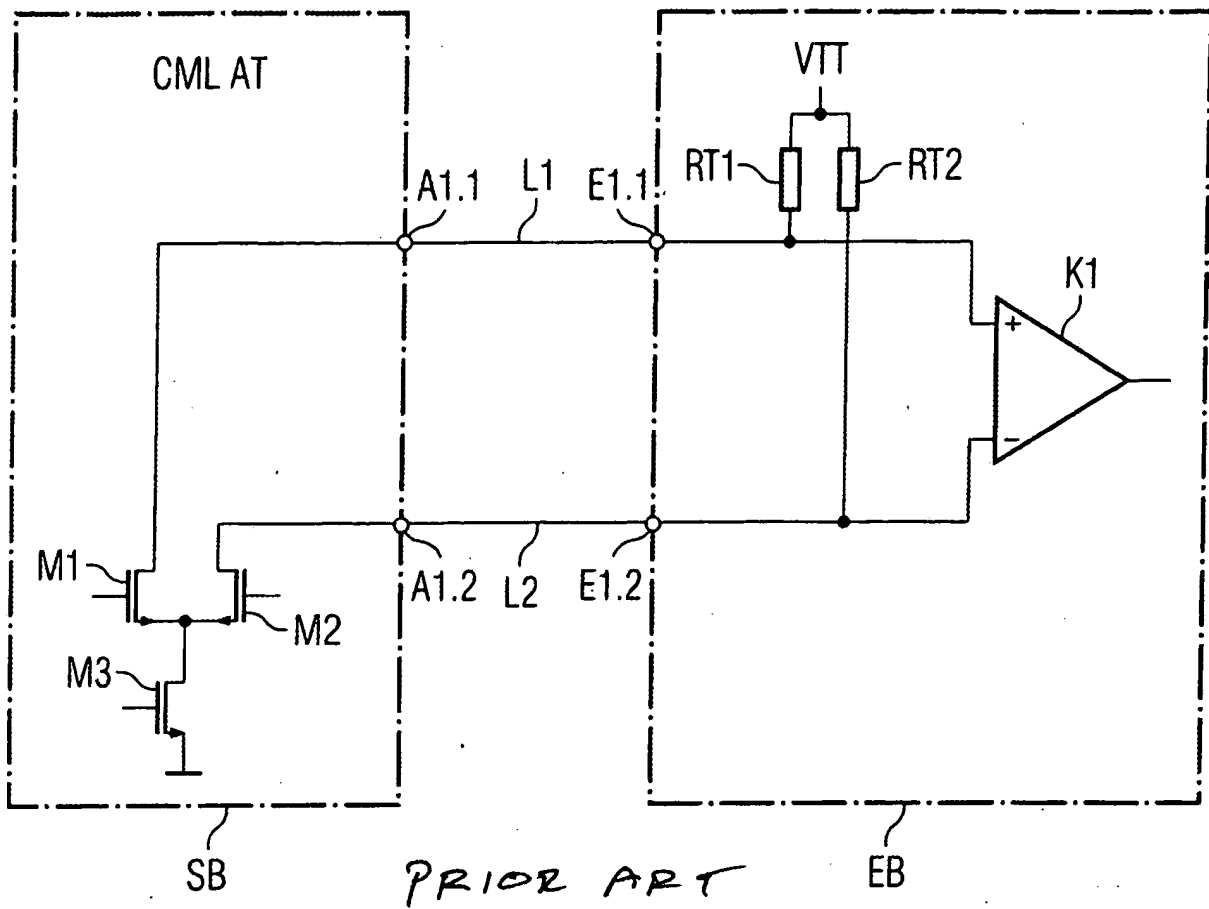 CML AT
VTT
RT1
RT2
A1.1
L1
E1.1
K1
+
−
M1
A1.2
L2
E1.2
M2
M3
SB
PRIOR ART
EB